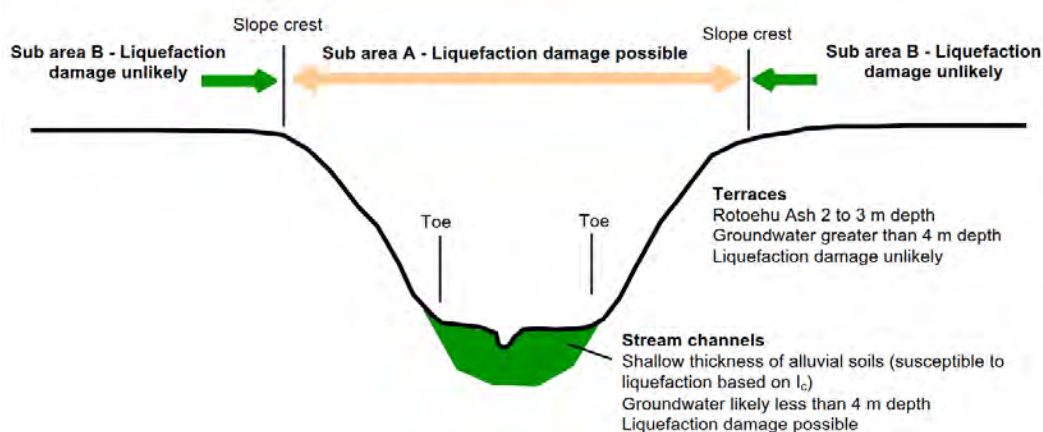 Slope crest
Slope crest
Sub area B - Liquefaction
damage unlikely
Sub area A - Liquefaction damage possible
Sub area B - Liquefaction
damage unlikely
Terraces
Rotoehu Ash 2 to 3 m depth
Groundwater greater than 4 m depth
Liquefaction damage unlikely
Toe
Toe
Stream channels
Shallow thickness of alluvial soils (susceptible to
liquefaction based on Ic)
Groundwater likely less than 4 m depth
Liquefaction damage possible